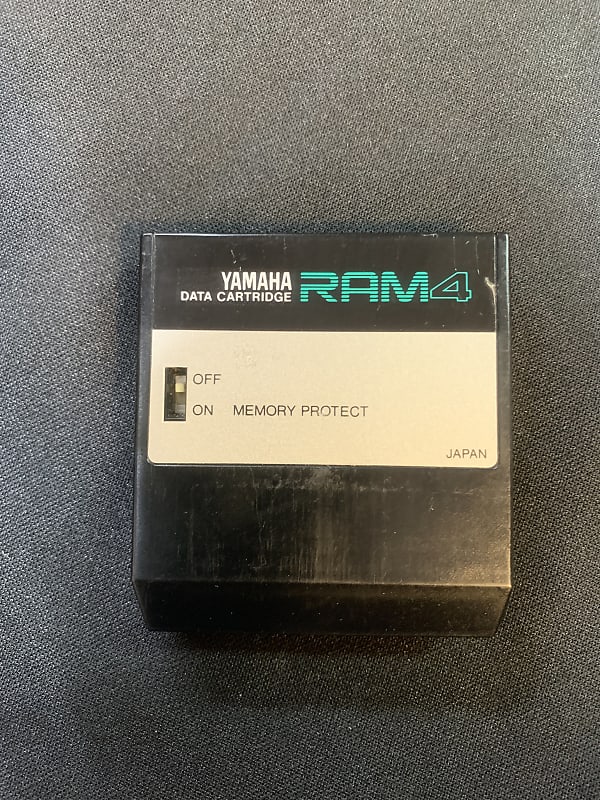 YAMAHA
DATA CARTRIDGE RAM4
OFF
ON MEMORY PROTECT
JAPAN